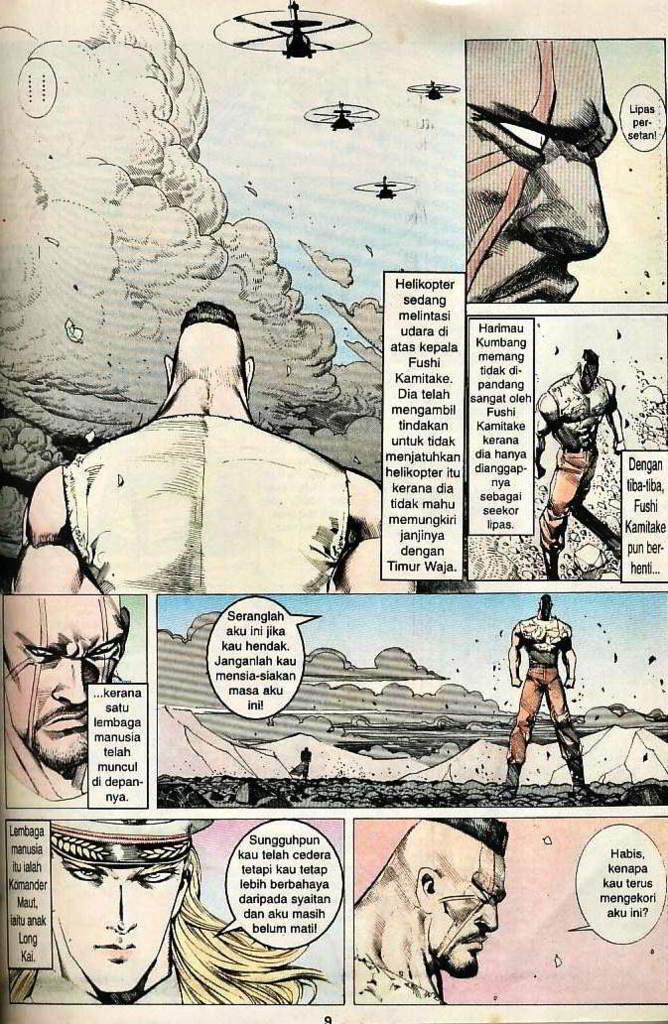 ......
Helikopter
sedang
melintasi
udara di
atas kepala
Fushi
Kamitake.
Dia telah
mengambil
tindakan
untuk tidak
menjatuhkan
helikopter itu
kerana dia
tidak mahu
memungkiri
janjinya
dengan
Timur Waja.
Lipas
per-
setan!
Harimau
Kumbang
memang
tidak di-
pandang
sangat oleh
Fushi
Kamitake
kerana
dia hanya
dianggap-
nya
sebagai
seekor
lipas.
Dengan
tiba-tiba,
Fushi
Kamitake
pun ber-
henti...
...kerana
satu
lembaga
manusia
telah
muncul
di depan-
nya.
Seranglah
aku ini jika
kau hendak.
Janganlah kau
mensia-siakan
masa aku
ini!
Lembaga
manusia
itu ialah
Komander
Maut,
iaitu anak
Long
Kai.
Sungguhpun
kau telah cedera
tetapi kau tetap
lebih berbahaya
daripada syaitan
dan aku masih
belum mati!
Habis,
kenapa
kau terus
mengekori
aku ini?
9